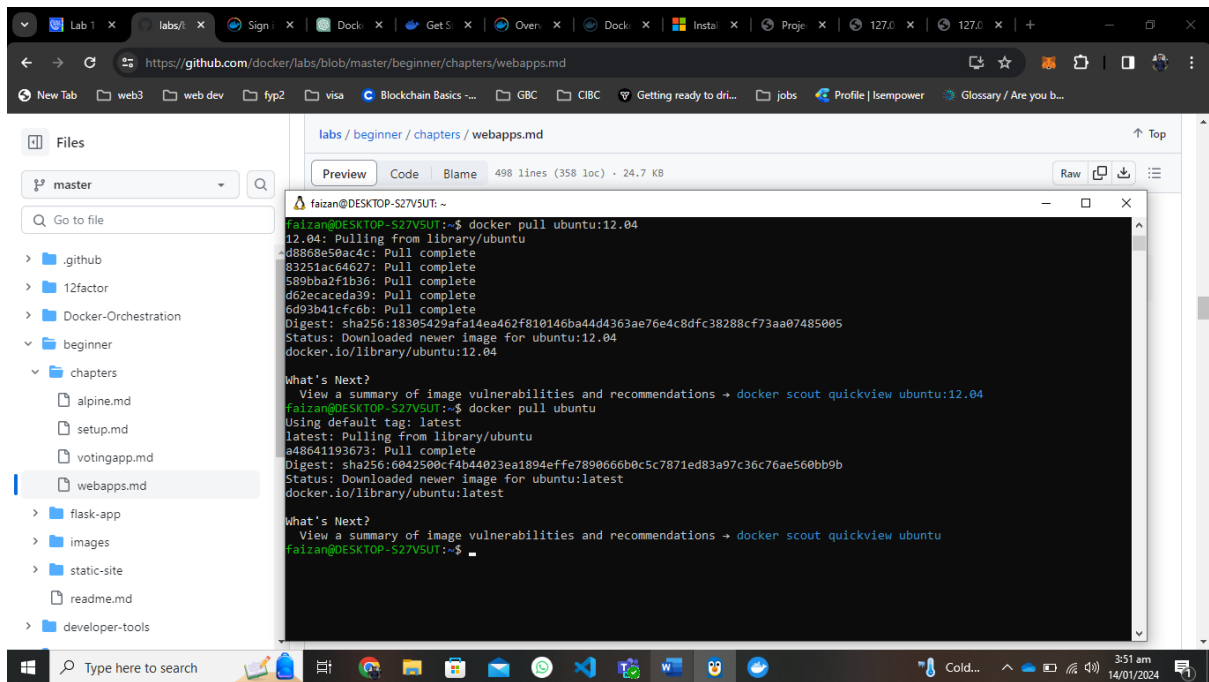 Lab 1
labs/b
Sign i
Dock
Get S
Over
Dock
Instal
Proje
127.0
127.0
https://github.com/docker/labs/blob/master/beginner/chapters/webapps.md
New Tab web3 web dev fyp2 visa Blockchain Basics -... GBC CIBC Getting ready to dri... jobs Profile | Isempower Glossary / Are you b...
Files
labs / beginner / chapters / webapps.md
Top
master
Preview Code Blame 498 lines (358 loc) · 24.7 KB
Raw
Go to file
.github
12factor
Docker-Orchestration
beginner
chapters
alpine.md
setup.md
votingapp.md
webapps.md
flask-app
images
static-site
readme.md
developer-tools
faizan@DESKTOP-S27V5UT: ~
faizan@DESKTOP-S27V5UT:~$ docker pull ubuntu:12.04
12.04: Pulling from library/ubuntu
d8868e50ac4c: Pull complete
83251ac64627: Pull complete
589bba2f1b36: Pull complete
d62ecaceda39: Pull complete
6d93b41cfc6b: Pull complete
Digest: sha256:18305429afa14ea462f810146ba44d4363ae76e4c8dfc38288cf73aa07485005
Status: Downloaded newer image for ubuntu:12.04
docker.io/library/ubuntu:12.04
What's Next?
View a summary of image vulnerabilities and recommendations → docker scout quickview ubuntu:12.04
faizan@DESKTOP-S27V5UT:~$ docker pull ubuntu
Using default tag: latest
latest: Pulling from library/ubuntu
a48641193673: Pull complete
Digest: sha256:6042500cf4b44023ea1894effe7890666b0c5c7871ed83a97c36c76ae560bb9b
Status: Downloaded newer image for ubuntu:latest
docker.io/library/ubuntu:latest
What's Next?
View a summary of image vulnerabilities and recommendations → docker scout quickview ubuntu
faizan@DESKTOP-S27V5UT:~$
Type here to search
Cold...
3:51 am
14/01/2024
1